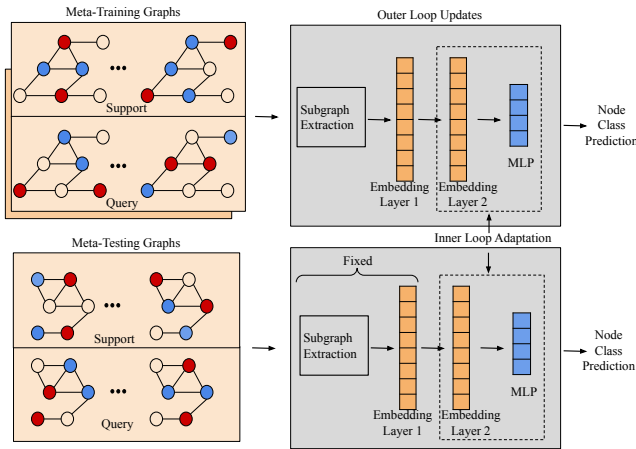 Meta-Training Graphs
Support
Query
Outer Loop Updates
Subgraph
Extraction
Embedding
Layer 1
Embedding
Layer 2
MLP
Node
Class
Prediction
Inner Loop Adaptation
Meta-Testing Graphs
Support
Query
Fixed
Subgraph
Extraction
Embedding
Layer 1
Embedding
Layer 2
MLP
Node
Class
Prediction